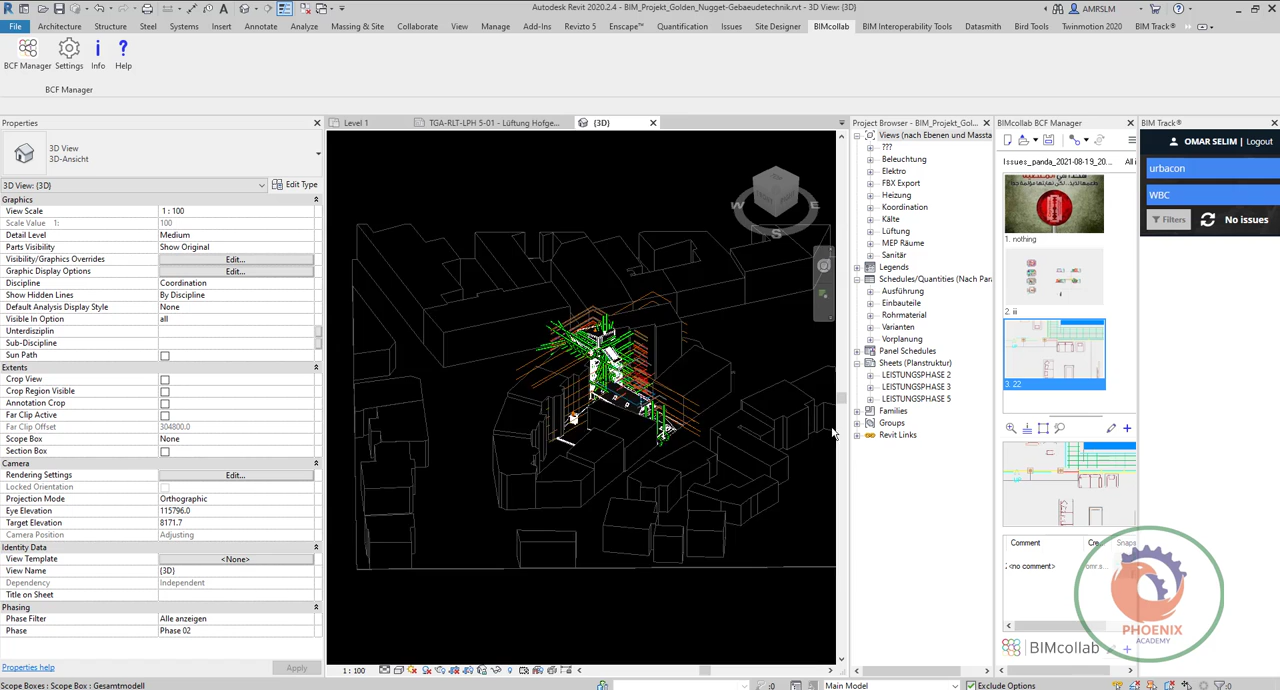 Autodesk Revit 2020.2.4 - BIM_Projekt_Golden_Nugget-Gebaeudetechnik.rvt - 3D View: {3D}
AMRSLM
File Architecture Structure Steel Systems Insert Annotate Analyze Massing & Site Collaborate View Manage Add-Ins Revizto 5 Enscape™ Quantification Issues Site Designer BIMcollab BIM Interoperability Tools Datasmith Bird Tools Twinmotion 2020 BIM Track®
BCF Manager Settings Info Help
BCF Manager
Properties
3D View
3D-Ansicht
3D View: {3D}
Edit Type
Graphics
View Scale 1 : 100
Scale Value 1: 100
Detail Level Medium
Parts Visibility Show Original
Visibility/Graphics Overrides Edit...
Graphic Display Options Edit...
Discipline Coordination
Show Hidden Lines By Discipline
Default Analysis Display Style None
Visible In Option all
Unterdisziplin
Sub-Discipline
Sun Path
Extents
Crop View
Crop Region Visible
Annotation Crop
Far Clip Active
Far Clip Offset 304800.0
Scope Box None
Section Box
Camera
Rendering Settings Edit...
Locked Orientation
Projection Mode Orthographic
Eye Elevation 115796.0
Target Elevation 8171.7
Camera Position Adjusting
Identity Data
View Template <None>
View Name {3D}
Dependency Independent
Title on Sheet
Phasing
Phase Filter Alle anzeigen
Phase Phase 02
Properties help
Apply
Level 1
TGA-RLT-LPH 5-01 - Lüftung Hofge...
{3D}
W
E
S
1 : 100
Project Browser - BIM_Projekt_G...
Views (nach Ebenen und Massta
???
Beleuchtung
Elektro
FBX Export
Heizung
Koordination
Kälte
Lüftung
MEP Räume
Sanitär
Legends
Schedules/Quantities (Nach Par
Ausführung
Einbauteile
Rohrmaterial
Varianten
Vorplanung
Panel Schedules
Sheets (Planstruktur)
LEISTUNGSPHASE 2
LEISTUNGSPHASE 3
LEISTUNGSPHASE 5
Families
Groups
Revit Links
BIMcollab BCF Manager
Issues_panda_2021-08-19_20...
All i
1. nothing
2. iii
3. 22
Comment Cre Snaps
<no comment> omr.s
BIMcollab
BIM Track®
OMAR SELIM | Logout
urbacon
WBC
Filters
No issues
PHOENIX
ACADEMY
Scope Boxes : Scope Box : Gesamtmodell
:0
Main Model
Exclude Options
:0